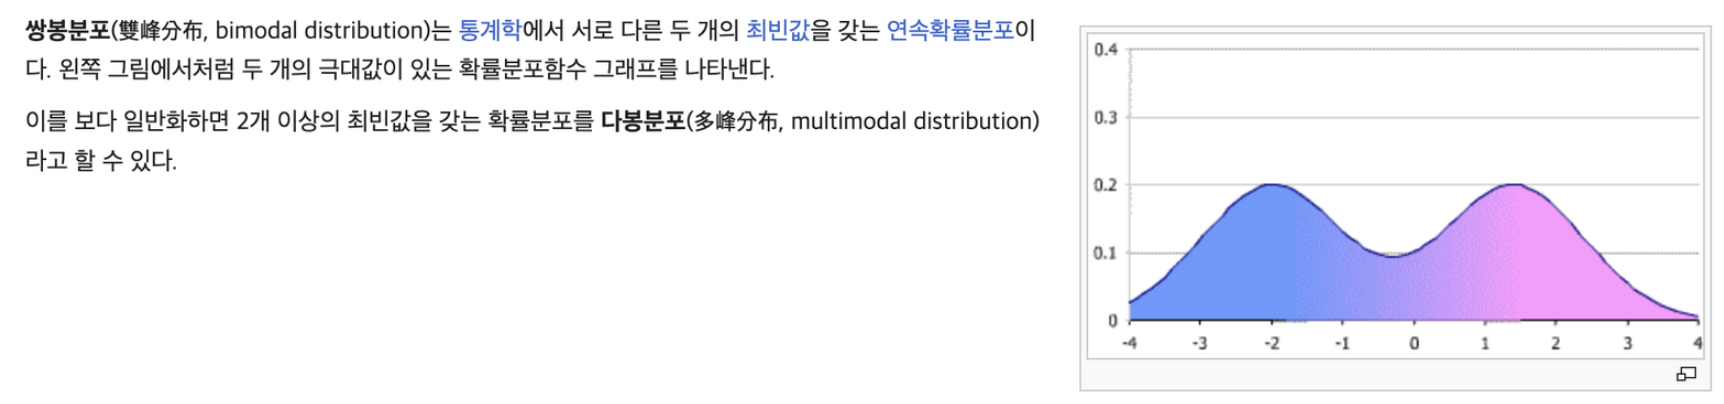 쌍봉분포(雙峰分布, bimodal distribution)는 통계학에서 서로 다른 두 개의 최빈값을 갖는 연속확률분포이
다. 왼쪽 그림에서처럼 두 개의 극대값이 있는 확률분포함수 그래프를 나타낸다.
이를 보다 일반화하면 2개 이상의 최빈값을 갖는 확률분포를 다봉분포(多峰分布, multimodal distribution)
라고 할 수 있다.
0.4
0.3
0.2
0.1
0
-4 -3 -2 -1 0 1 2 3 4